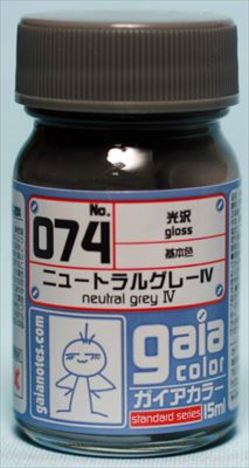 No.
074
光沢
gloss
基本色
ニュートラルグレーⅣ
neutral grey Ⅳ
gaianotes.com
gaia
color
ガイアカラー
standard series
15ml